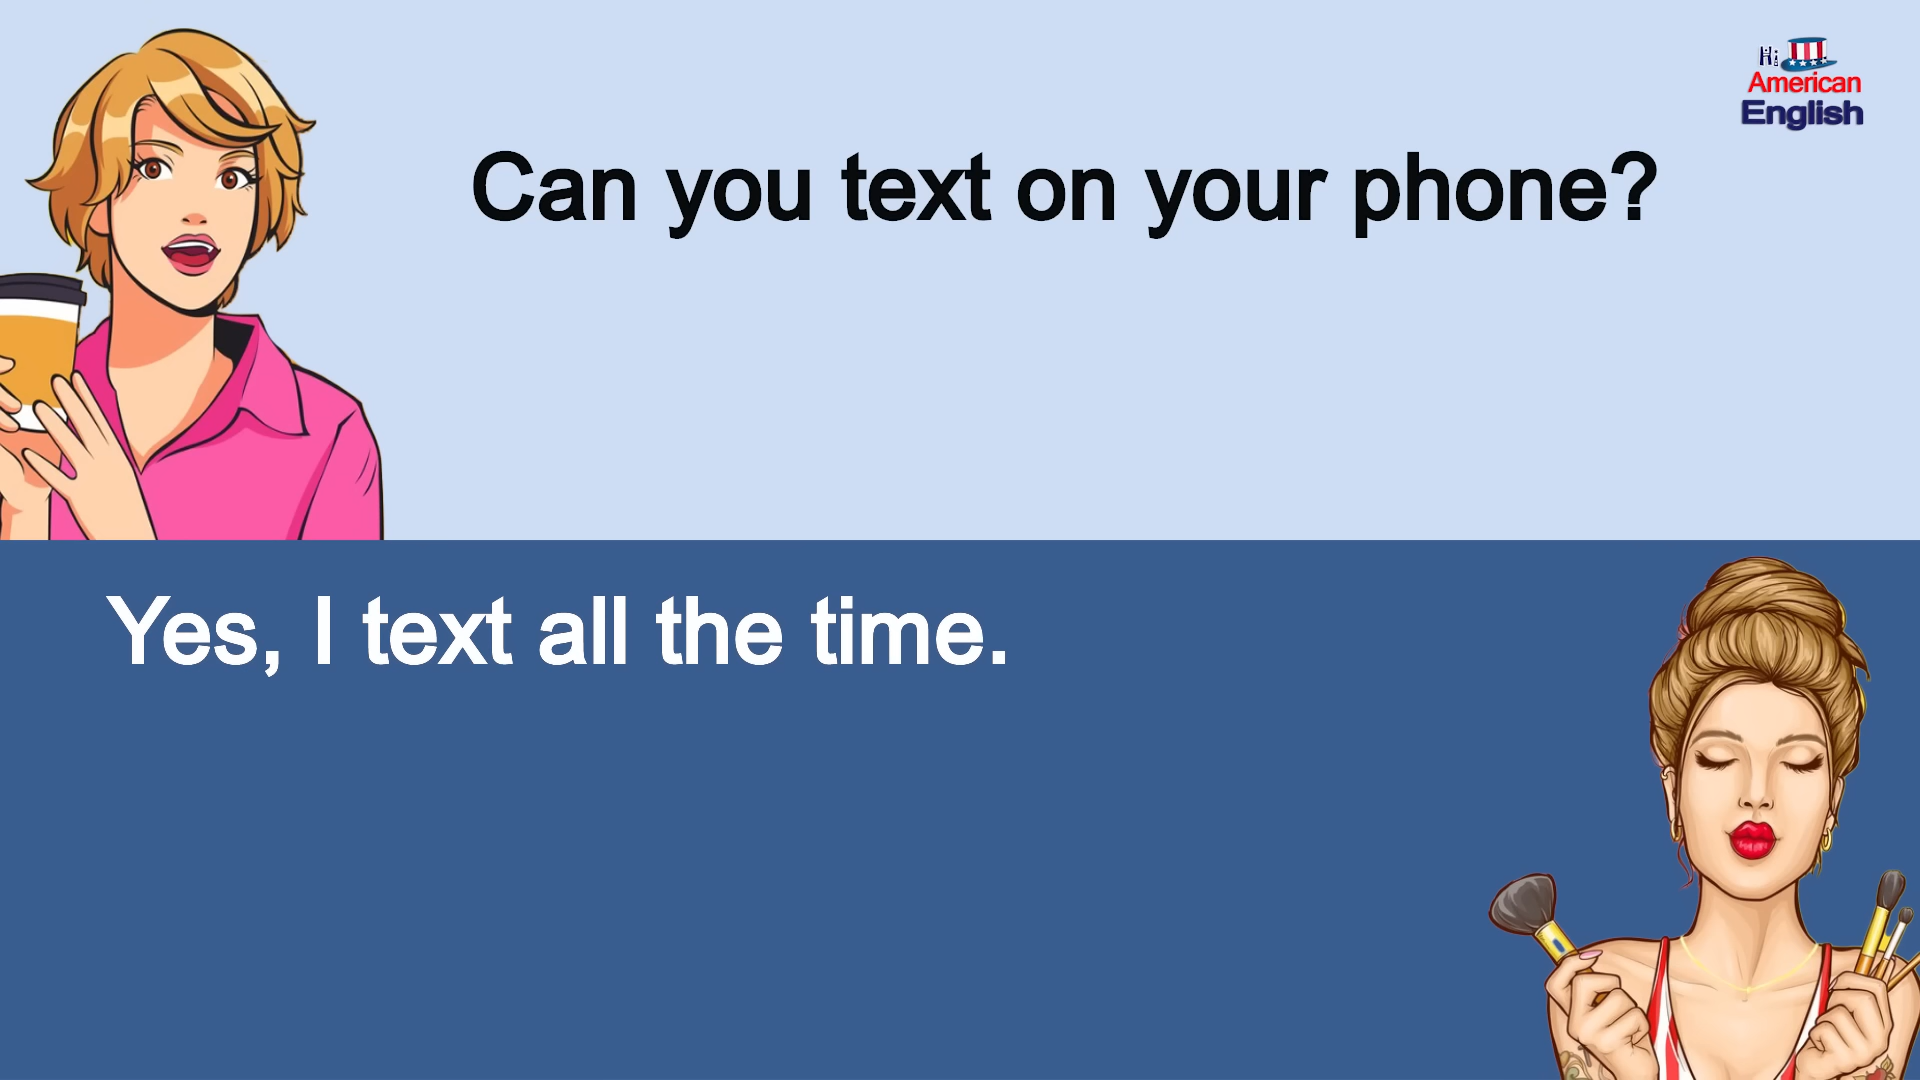 Hi
American
English
Can you text on your phone?
Yes, I text all the time.